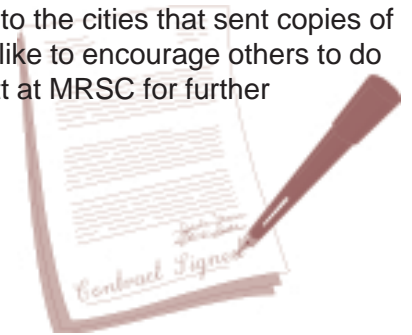 to the cities that sent copies of
like to encourage others to do
t at MRSC for further
Contract Signed